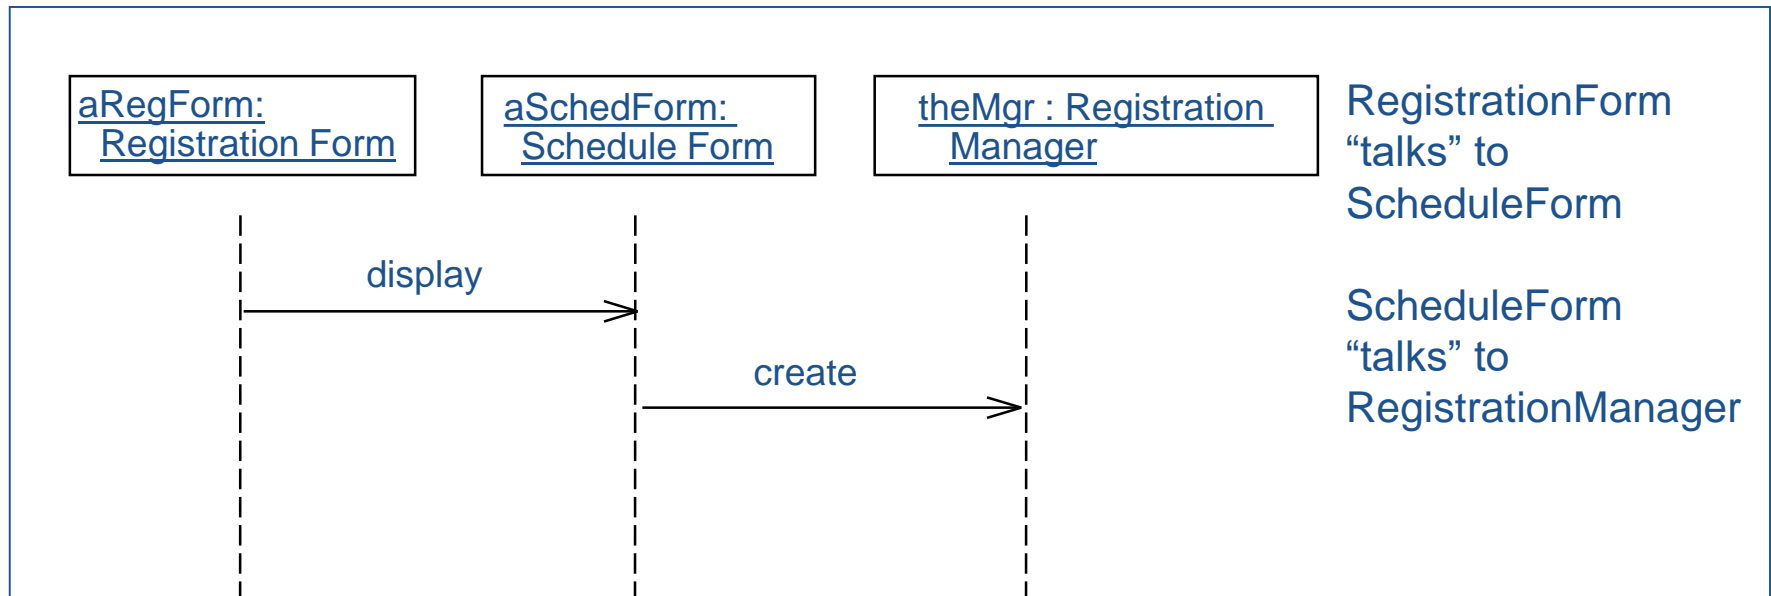 aRegForm:
Registration Form
aSchedForm:
Schedule Form
theMgr : Registration
Manager
RegistrationForm
“talks” to
ScheduleForm
display
ScheduleForm
“talks” to
RegistrationManager
create